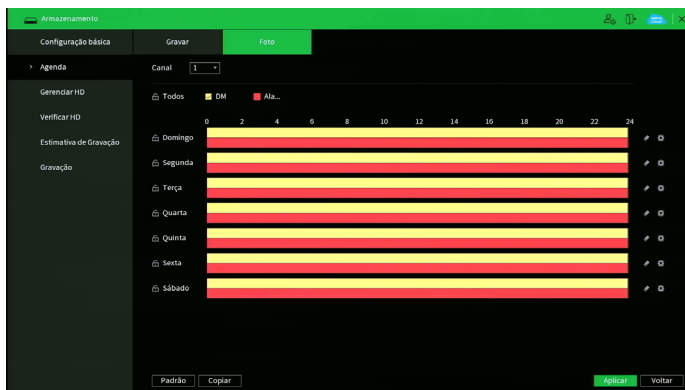 Armazenamento
Configuração básica
Gravar
Foto
Agenda
Canal
1
Gerenciar HD
Todos
DM
Ala...
Verificar HD
0 2 4 6 8 10 12 14 16 18 20 22 24
Estimativa de Gravação
Domingo
Gravação
Segunda
Terça
Quarta
Quinta
Sexta
Sábado
Padrão
Copiar
Aplicar
Voltar